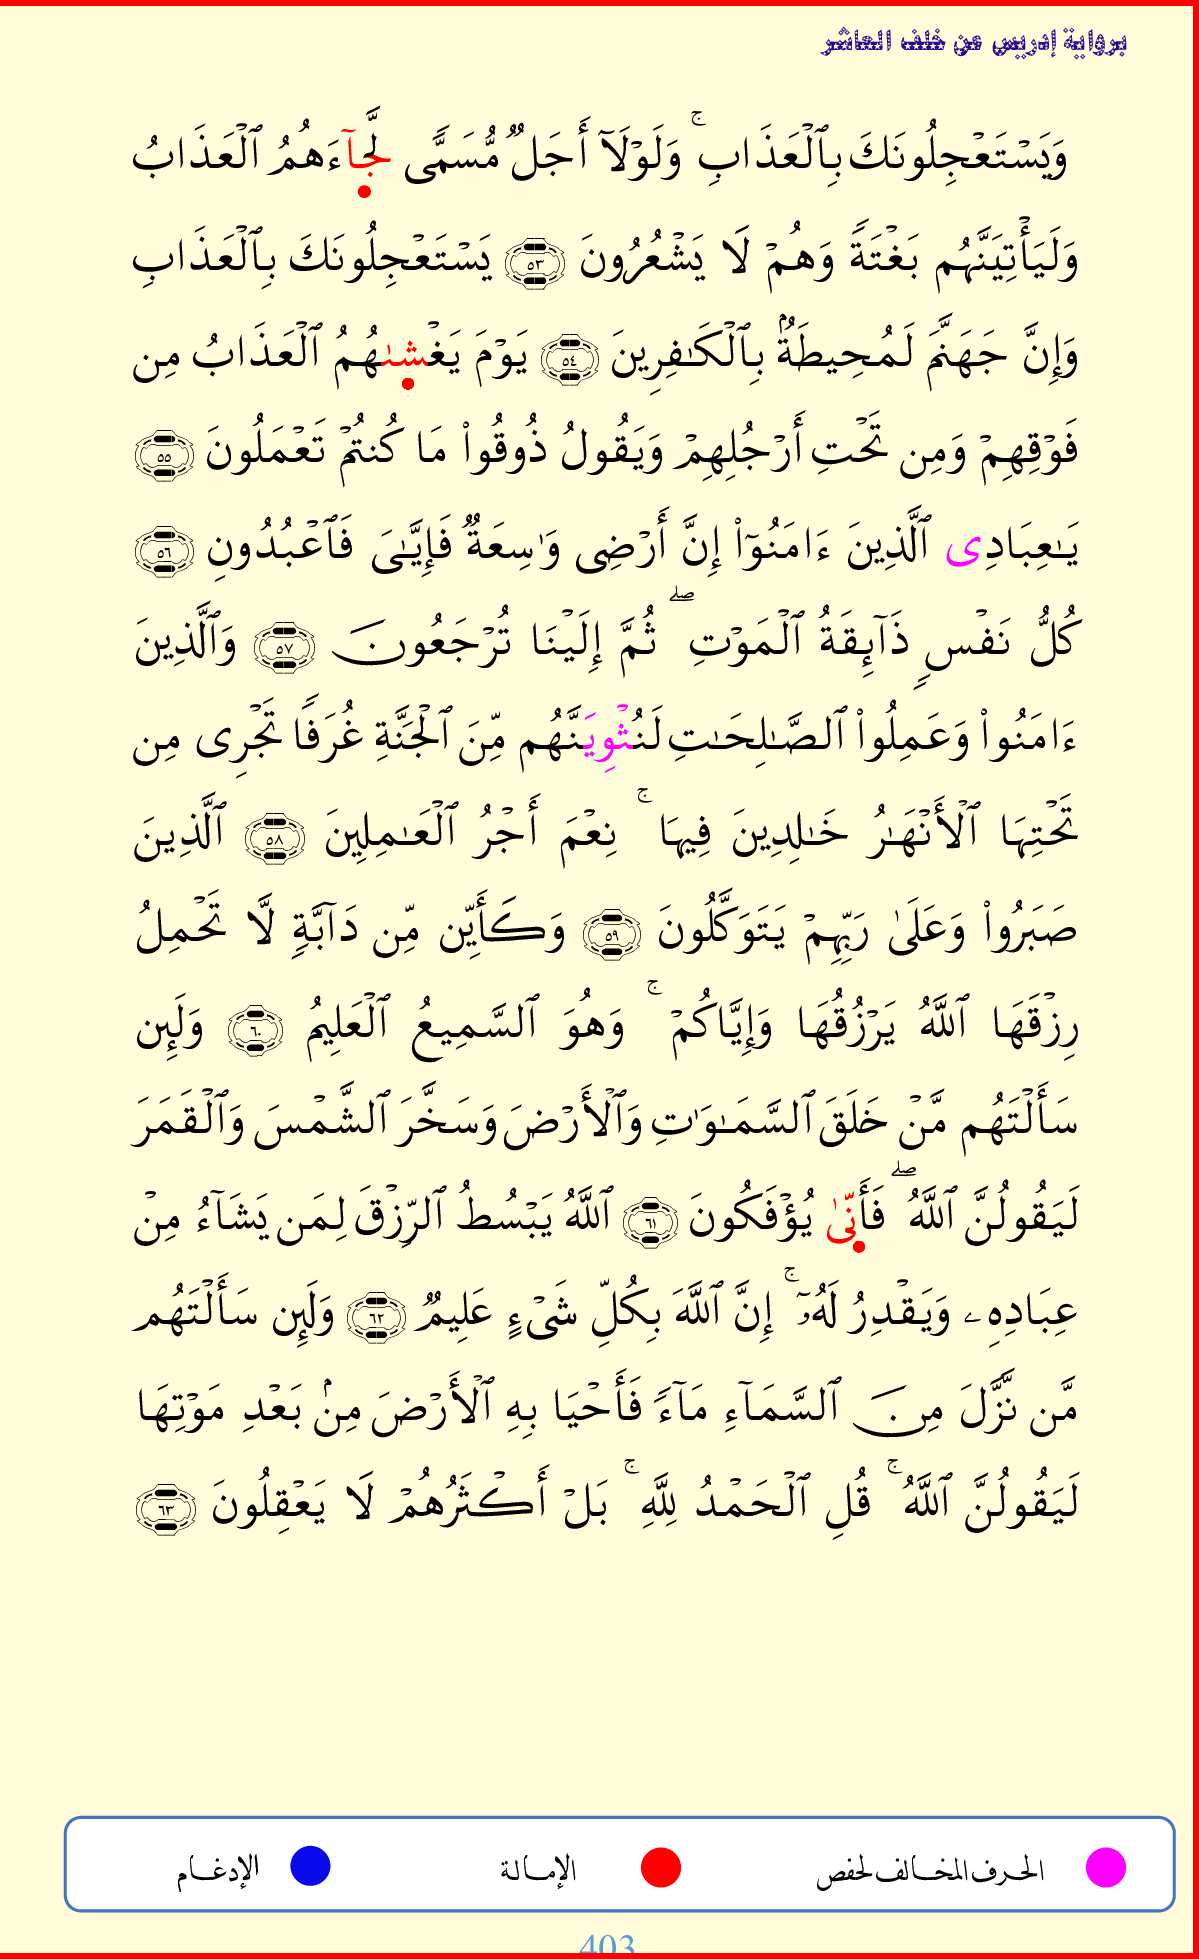 برواية إدريس عن خلف العاشر
وَيَسۡتَعۡجِلُونَكَ بِٱلۡعَذَابِ ۚ وَلَوۡلَآ أَجَلٞ مُّسَمّٗى لَّجَآءَهُمُ ٱلۡعَذَابُ
وَلَيَأۡتِيَنَّهُم بَغۡتَةٗ وَهُمۡ لَا يَشۡعُرُونَ ٥٣ يَسۡتَعۡجِلُونَكَ بِٱلۡعَذَابِ
وَإِنَّ جَهَنَّمَ لَمُحِيطَةُۢ بِٱلۡكَٰفِرِينَ ٥٤ يَوۡمَ يَغۡشَىٰهُمُ ٱلۡعَذَابُ مِن
فَوۡقِهِمۡ وَمِن تَحۡتِ أَرۡجُلِهِمۡ وَيَقُولُ ذُوقُواْ مَا كُنتُمۡ تَعۡمَلُونَ ٥٥
يَٰعِبَادِى ٱلَّذِينَ ءَامَنُوٓاْ إِنَّ أَرۡضِى وَٰسِعَةٞ فَإِيَّٰىَ فَٱعۡبُدُونِ ٥٦
كُلُّ نَفۡسٖ ذَآئِقَةُ ٱلۡمَوۡتِ ۖ ثُمَّ إِلَيۡنَا تُرۡجَعُونَ ٥٧ وَٱلَّذِينَ
ءَامَنُواْ وَعَمِلُواْ ٱلصَّٰلِحَٰتِ لَنُثۡوِيَنَّهُم مِّنَ ٱلۡجَنَّةِ غُرَفٗا تَجۡرِى مِن
تَحۡتِهَا ٱلۡأَنۡهَٰرُ خَٰلِدِينَ فِيهَا ۚ نِعۡمَ أَجۡرُ ٱلۡعَٰمِلِينَ ٥٨ ٱلَّذِينَ
صَبَرُواْ وَعَلَىٰ رَبِّهِمۡ يَتَوَكَّلُونَ ٥٩ وَكَأَيِّن مِّن دَآبَّةٖ لَّا تَحۡمِلُ
رِزۡقَهَا ٱللَّهُ يَرۡزُقُهَا وَإِيَّاكُمۡ ۚ وَهُوَ ٱلسَّمِيعُ ٱلۡعَلِيمُ ٦٠ وَلَئِن
سَأَلۡتَهُم مَّنۡ خَلَقَ ٱلسَّمَٰوَٰتِ وَٱلۡأَرۡضَ وَسَخَّرَ ٱلشَّمۡسَ وَٱلۡقَمَرَ
لَيَقُولُنَّ ٱللَّهُ ۖ فَأَنِّىٰ يُؤۡفَكُونَ ٦١ ٱللَّهُ يَبۡسُطُ ٱلرِّزۡقَ لِمَن يَشَآءُ مِنۡ
عِبَادِهِۦ وَيَقۡدِرُ لَهُۥٓ ۚ إِنَّ ٱللَّهَ بِكُلِّ شَىۡءٍ عَلِيمٞ ٦٢ وَلَئِن سَأَلۡتَهُم
مَّن نَّزَّلَ مِنَ ٱلسَّمَآءِ مَآءٗ فَأَحۡيَا بِهِ ٱلۡأَرۡضَ مِنۢ بَعۡدِ مَوۡتِهَا
لَيَقُولُنَّ ٱللَّهُ ۚ قُلِ ٱلۡحَمۡدُ لِلَّهِ ۚ بَلۡ أَكۡثَرُهُمۡ لَا يَعۡقِلُونَ ٦٣
الحرف المخالف لحفص الإمالة الإدغام
403